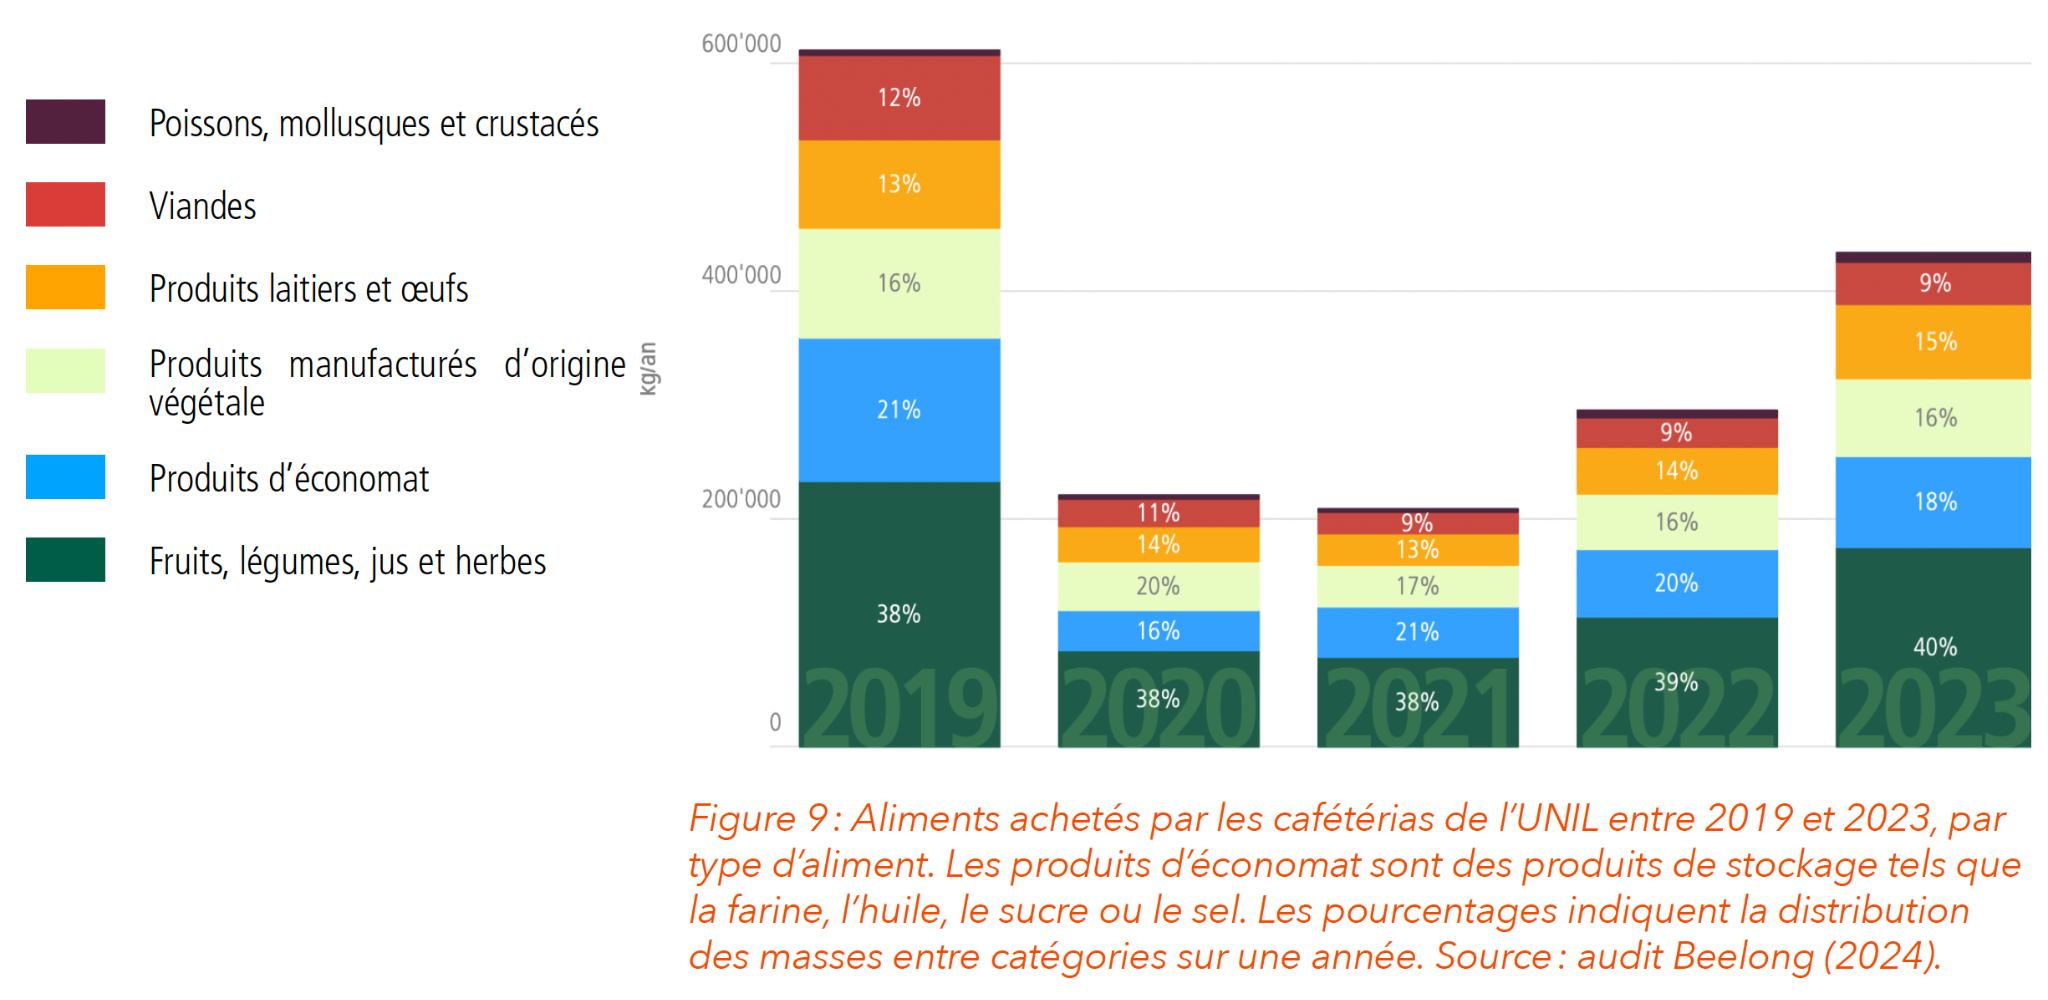 Poissons, mollusques et crustacés
Viandes
Produits laitiers et œufs
Produits manufacturés d’origine
végétale
Produits d’économat
Fruits, légumes, jus et herbes
kg/an
600'000
400'000
200'000
0
12%
13%
16%
21%
38%
2019
11%
14%
20%
16%
38%
2020
9%
13%
17%
21%
38%
2021
9%
14%
16%
20%
39%
2022
9%
15%
16%
18%
40%
2023
Figure 9 : Aliments achetés par les cafétérias de l’UNIL entre 2019 et 2023, par
type d’aliment. Les produits d’économat sont des produits de stockage tels que
la farine, l’huile, le sucre ou le sel. Les pourcentages indiquent la distribution
des masses entre catégories sur une année. Source : audit Beelong (2024).